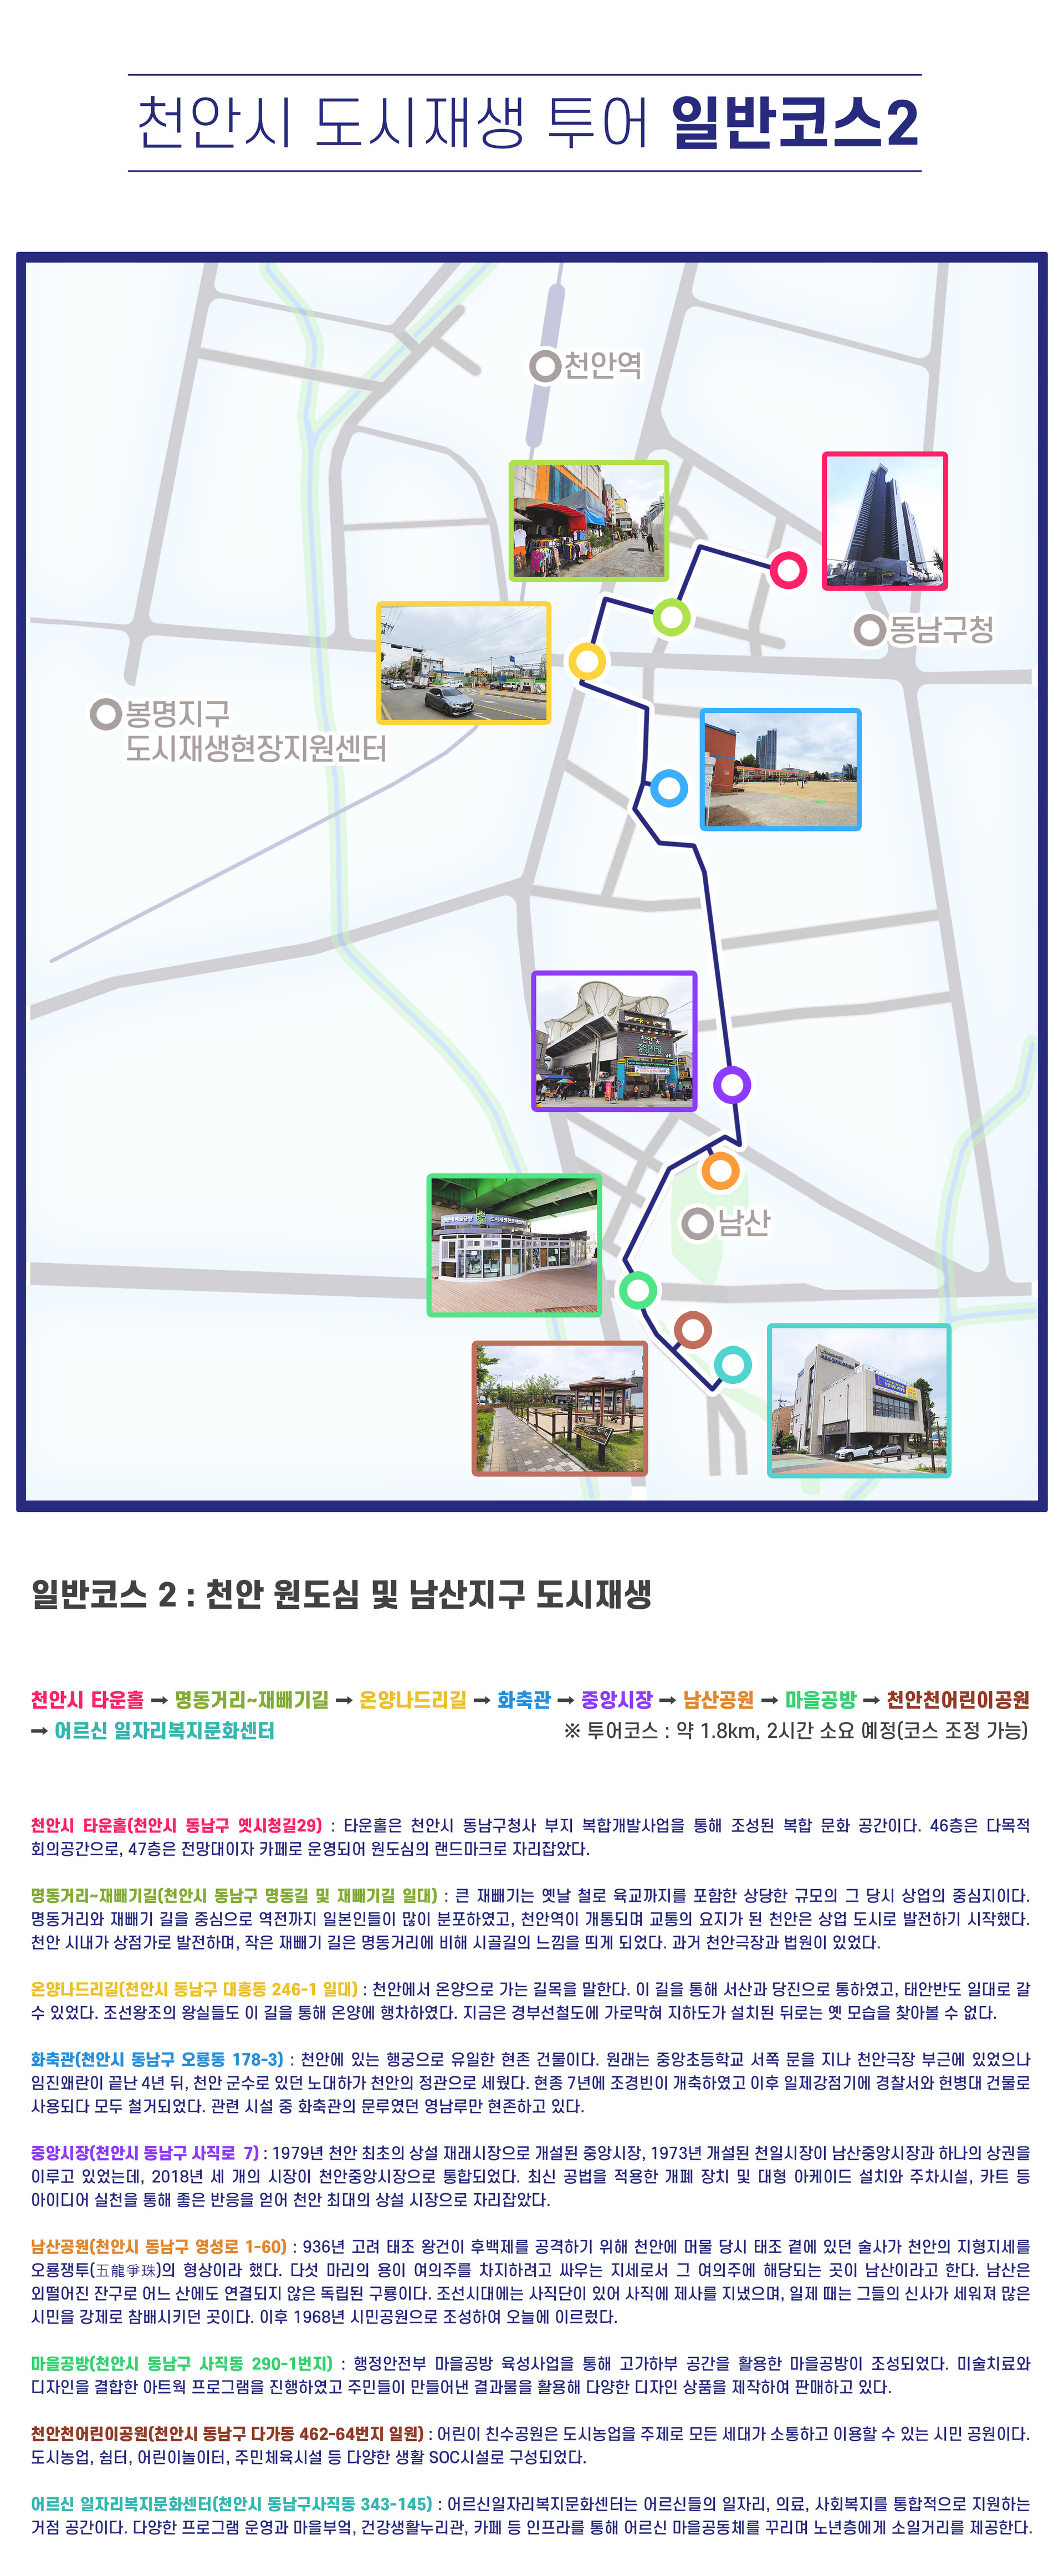 천안시 도시재생 투어 일반코스2
천안역
동남구청
봉명지구
도시재생현장지원센터
중앙시장
남산
일반코스 2 : 천안 원도심 및 남산지구 도시재생
천안시 타운홀 → 명동거리~재빼기길 → 온양나드리길 → 화축관 → 중앙시장 → 남산공원 → 마을공방 → 천안천어린이공원
→ 어르신 일자리복지문화센터 ※ 투어코스 : 약 1.8km, 2시간 소요 예정(코스 조정 가능)
천안시 타운홀(천안시 동남구 옛시청길29) : 타운홀은 천안시 동남구청사 부지 복합개발사업을 통해 조성된 복합 문화 공간이다. 46층은 다목적
회의공간으로, 47층은 전망대이자 카페로 운영되어 원도심의 랜드마크로 자리잡았다.
명동거리~재빼기길(천안시 동남구 명동길 및 재빼기길 일대) : 큰 재빼기는 옛날 철로 육교까지를 포함한 상당한 규모의 그 당시 상업의 중심지이다.
명동거리와 재빼기 길을 중심으로 역전까지 일본인들이 많이 분포하였고, 천안역이 개통되며 교통의 요지가 된 천안은 상업 도시로 발전하기 시작했다.
천안 시내가 상점가로 발전하며, 작은 재빼기 길은 명동거리에 비해 시골길의 느낌을 띄게 되었다. 과거 천안극장과 법원이 있었다.
온양나드리길(천안시 동남구 대흥동 246-1 일대) : 천안에서 온양으로 가는 길목을 말한다. 이 길을 통해 서산과 당진으로 통하였고, 태안반도 일대로 갈
수 있었다. 조선왕조의 왕실들도 이 길을 통해 온양에 행차하였다. 지금은 경부선철도에 가로막혀 지하도가 설치된 뒤로는 옛 모습을 찾아볼 수 없다.
화축관(천안시 동남구 오룡동 178-3) : 천안에 있는 행궁으로 유일한 현존 건물이다. 원래는 중앙초등학교 서쪽 문을 지나 천안극장 부근에 있었으나
임진왜란이 끝난 4년 뒤, 천안 군수로 있던 노대하가 천안의 정관으로 세웠다. 현종 7년에 조경빈이 개축하였고 이후 일제강점기에 경찰서와 헌병대 건물로
사용되다 모두 철거되었다. 관련 시설 중 화축관의 문루였던 영남루만 현존하고 있다.
중앙시장(천안시 동남구 사직로 7) : 1979년 천안 최초의 상설 재래시장으로 개설된 중앙시장, 1973년 개설된 천일시장이 남산중앙시장과 하나의 상권을
이루고 있었는데, 2018년 세 개의 시장이 천안중앙시장으로 통합되었다. 최신 공법을 적용한 개폐 장치 및 대형 아케이드 설치와 주차시설, 카트 등
아이디어 실천을 통해 좋은 반응을 얻어 천안 최대의 상설 시장으로 자리잡았다.
남산공원(천안시 동남구 영성로 1-60) : 936년 고려 태조 왕건이 후백제를 공격하기 위해 천안에 머물 당시 태조 곁에 있던 술사가 천안의 지형지세를
오룡쟁투(五龍爭珠)의 형상이라 했다. 다섯 마리의 용이 여의주를 차지하려고 싸우는 지세로서 그 여의주에 해당되는 곳이 남산이라고 한다. 남산은
외떨어진 잔구로 어느 산에도 연결되지 않은 독립된 구릉이다. 조선시대에는 사직단이 있어 사직에 제사를 지냈으며, 일제 때는 그들의 신사가 세워져 많은
시민을 강제로 참배시키던 곳이다. 이후 1968년 시민공원으로 조성하여 오늘에 이르렀다.
마을공방(천안시 동남구 사직동 290-1번지) : 행정안전부 마을공방 육성사업을 통해 고가하부 공간을 활용한 마을공방이 조성되었다. 미술치료와
디자인을 결합한 아트웍 프로그램을 진행하였고 주민들이 만들어낸 결과물을 활용해 다양한 디자인 상품을 제작하여 판매하고 있다.
천안천어린이공원(천안시 동남구 다가동 462-64번지 일원) : 어린이 친수공원은 도시농업을 주제로 모든 세대가 소통하고 이용할 수 있는 시민 공원이다.
도시농업, 쉼터, 어린이놀이터, 주민체육시설 등 다양한 생활 SOC시설로 구성되었다.
어르신 일자리복지문화센터(천안시 동남구사직동 343-145) : 어르신일자리복지문화센터는 어르신들의 일자리, 의료, 사회복지를 통합적으로 지원하는
거점 공간이다. 다양한 프로그램 운영과 마을부엌, 건강생활누리관, 카페 등 인프라를 통해 어르신 마을공동체를 꾸리며 노년층에게 소일거리를 제공한다.